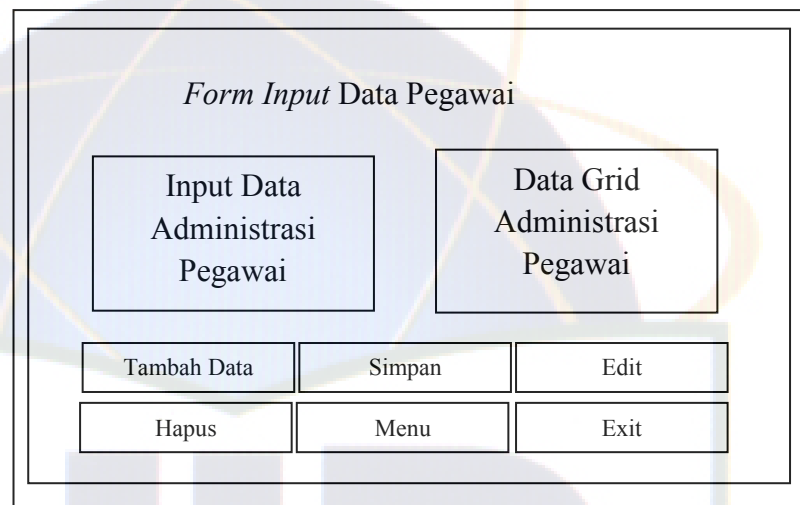 Form Input Data Pegawai
Input Data
Administrasi
Pegawai
Data Grid
Administrasi
Pegawai
Tambah Data
Simpan
Edit
Hapus
Menu
Exit